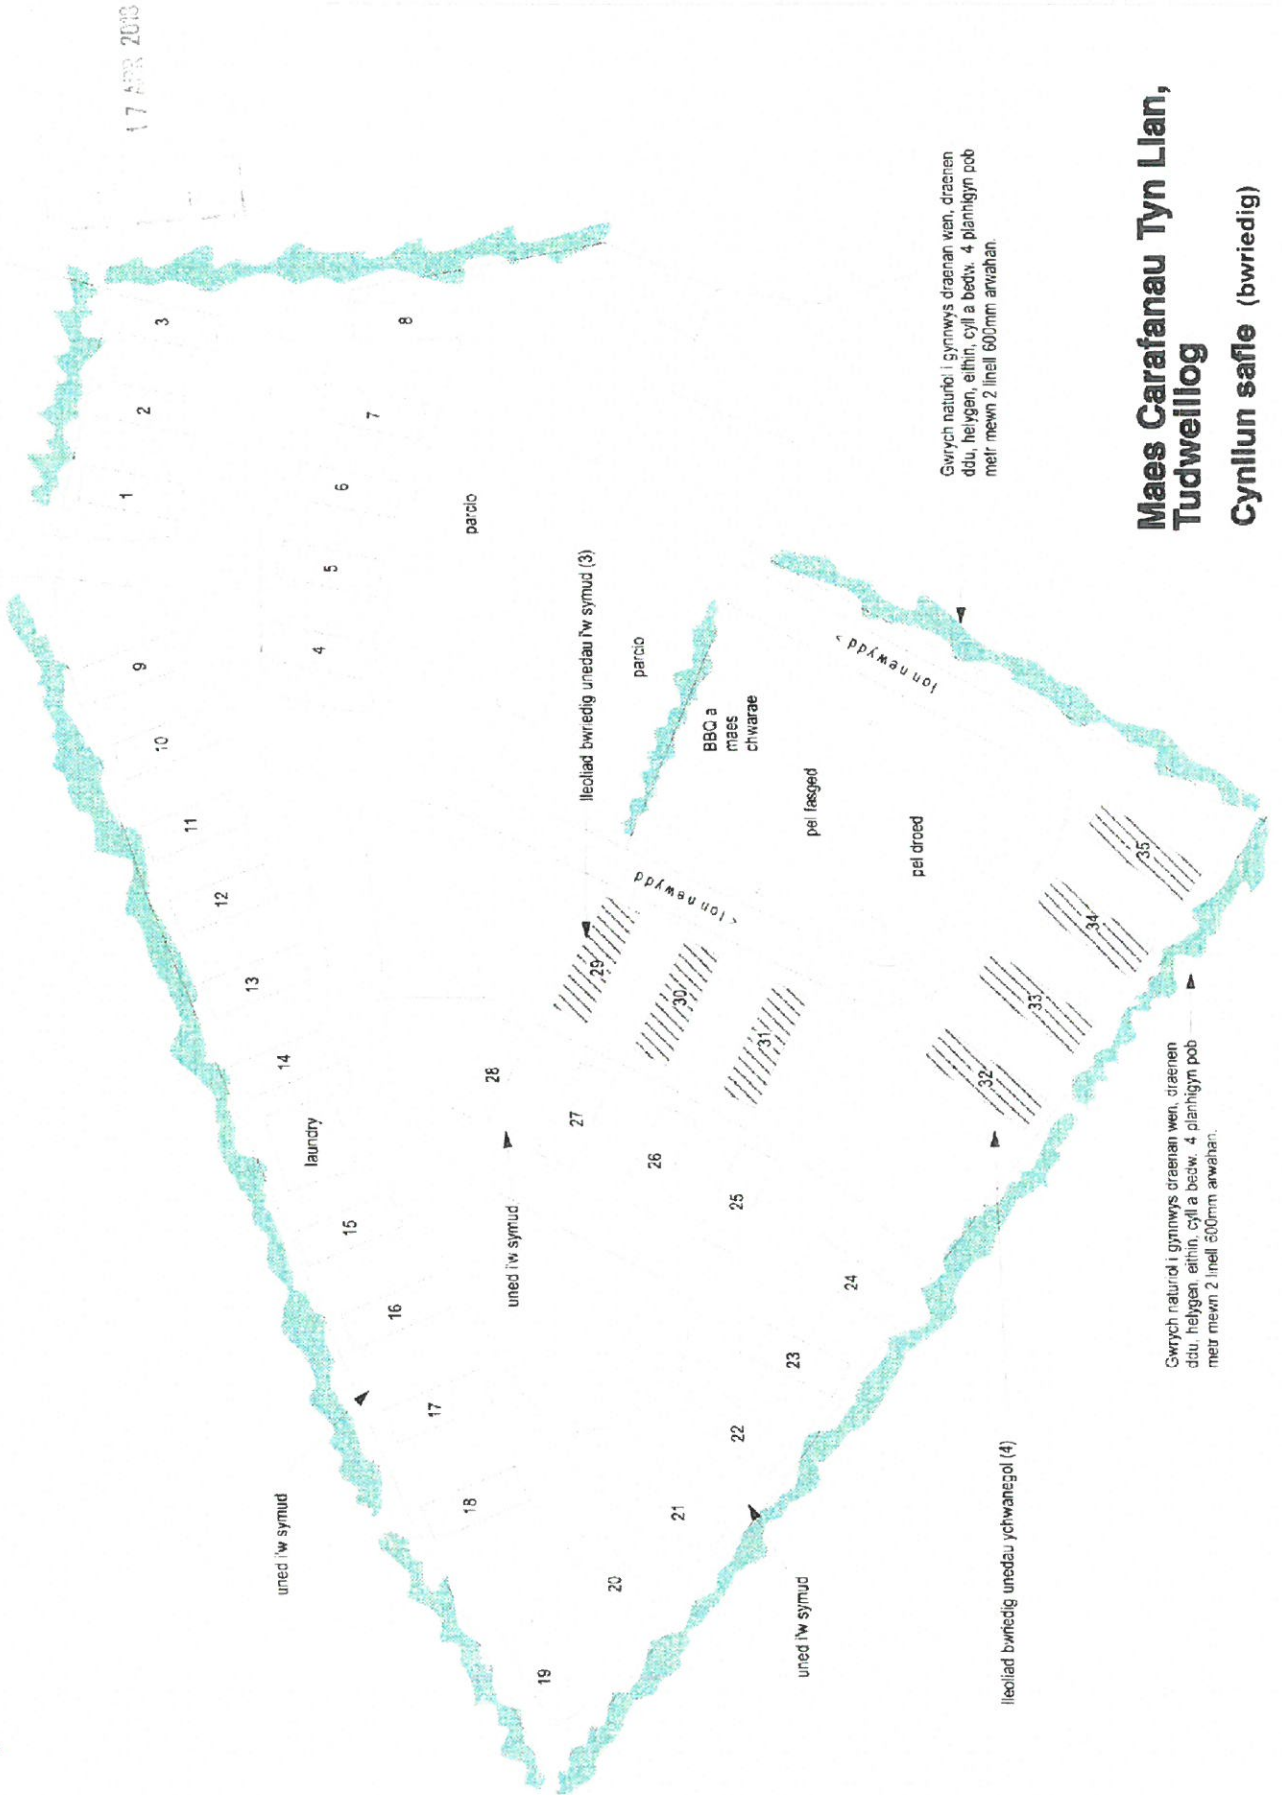 17 APR 2018
1
2
3
4
5
6
7
8
parcio
9
10
11
12
13
14
laundry
15
16
17
18
19
20
21
22
23
24
25
26
27
28
uned i'w symud
uned i'w symud
uned i'w symud
lleoliad bwriedig unedau i'w symud (3)
parcio
BBQ a
maes
chwarae
pel fasged
pel droed
< lon newydd
lon newydd >
29
30
31
32
33
34
35
lleoliad bwriedig unedau ychwanegol (4)
Gwrych naturiol i gynnwys draenan wen, draenen
ddu, helygen, eithin, cyll a bedw. 4 planhigyn pob
metr mewn 2 linell 600mm arwahan.
Gwrych naturiol i gynnwys draenan wen, draenen
ddu, helygen, eithin, cyll a bedw. 4 planhigyn pob
metr mewn 2 linell 600mm arwahan.
Maes Carafanau Tyn Llan,
Tudweiliog
Cynllun safle (bwriedig)